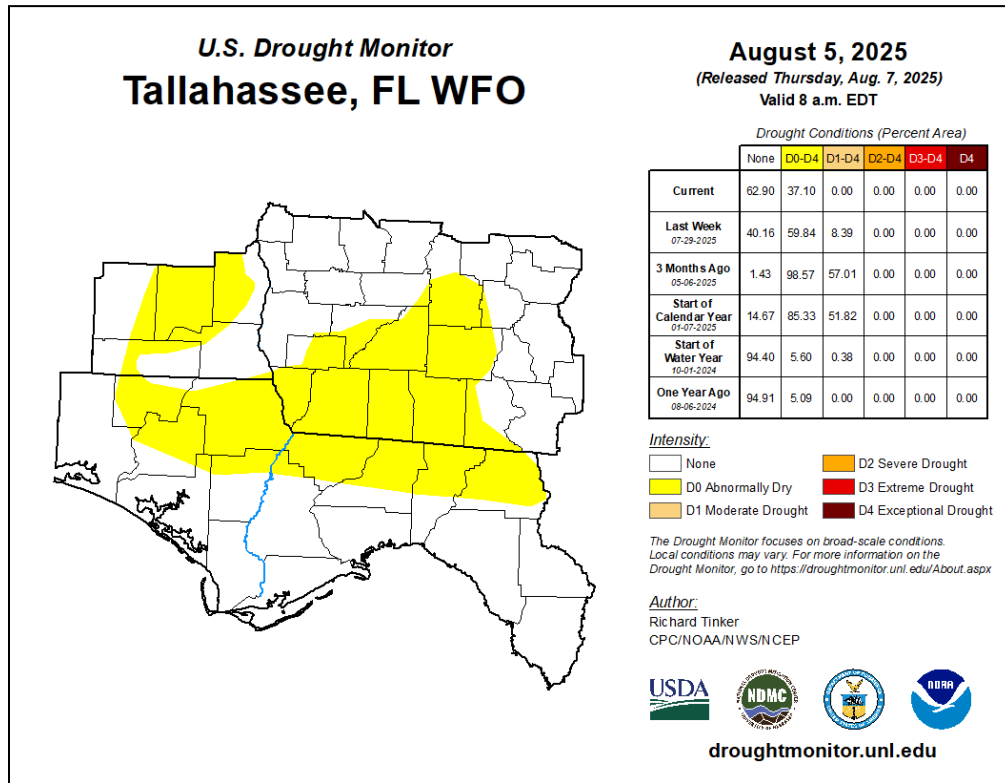 U.S. Drought Monitor
Tallahassee, FL WFO
August 5, 2025
(Released Thursday, Aug. 7, 2025)
Valid 8 a.m. EDT
Drought Conditions (Percent Area)
None D0-D4 D1-D4 D2-D4 D3-D4 D4
Current 62.90 37.10 0.00 0.00 0.00 0.00
Last Week
07-29-2025
40.16 59.84 8.39 0.00 0.00 0.00
3 Months Ago
05-06-2025
1.43 98.57 57.01 0.00 0.00 0.00
Start of
Calendar Year
01-07-2025
14.67 85.33 51.82 0.00 0.00 0.00
Start of
Water Year
10-01-2024
94.40 5.60 0.38 0.00 0.00 0.00
One Year Ago
08-06-2024
94.91 5.09 0.00 0.00 0.00 0.00
Intensity:
None
D0 Abnormally Dry
D1 Moderate Drought
D2 Severe Drought
D3 Extreme Drought
D4 Exceptional Drought
The Drought Monitor focuses on broad-scale conditions.
Local conditions may vary. For more information on the
Drought Monitor, go to https://droughtmonitor.unl.edu/About.aspx
Author:
Richard Tinker
CPC/NOAA/NWS/NCEP
USDA
NDMC
NOAA
droughtmonitor.unl.edu